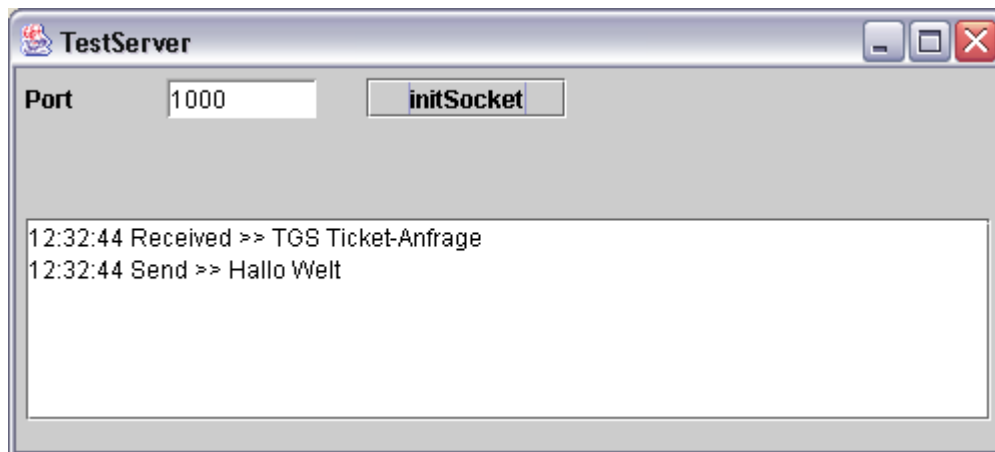 TestServer
Port 1000 initSocket
12:32:44 Received >> TGS Ticket-Anfrage
12:32:44 Send >> Hallo Welt